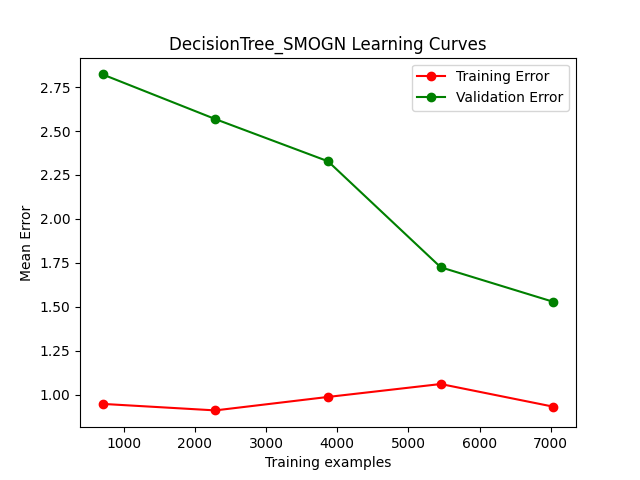 DecisionTree_SMOGN Learning Curves
Training Error
Validation Error
Mean Error
2.75
2.50
2.25
2.00
1.75
1.50
1.25
1.00
1000 2000 3000 4000 5000 6000 7000
Training examples